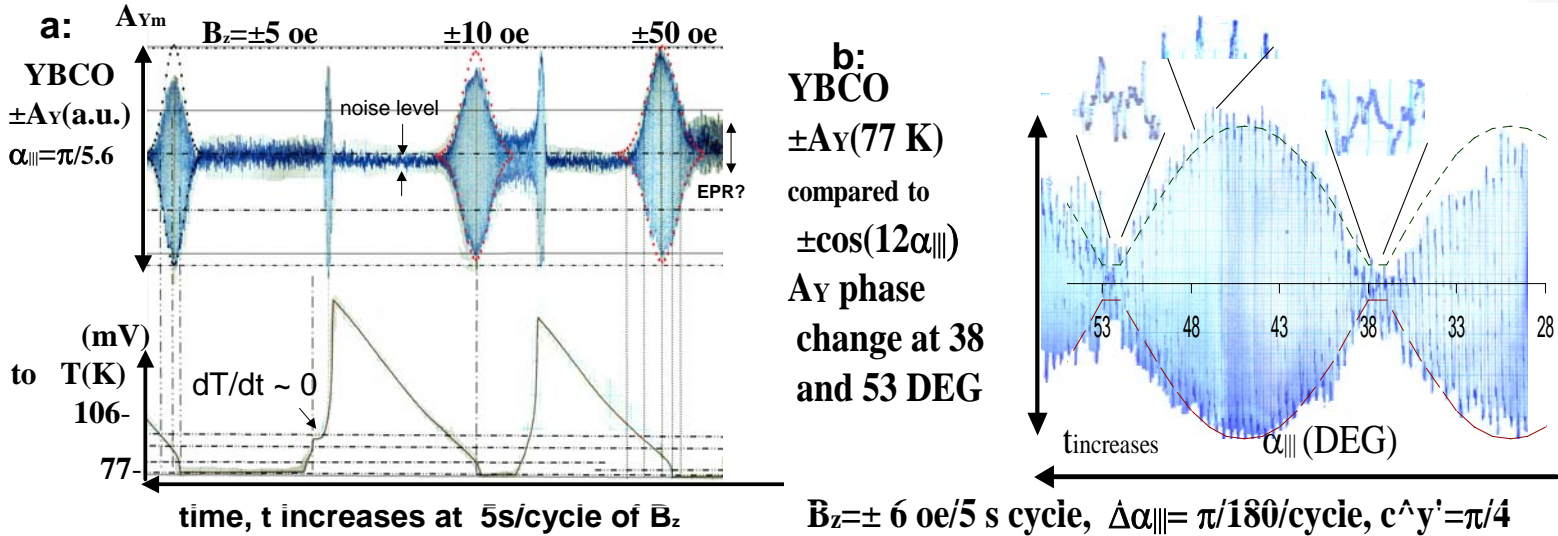 a:
AYm
Bz=±5 oe
±10 oe
±50 oe
YBCO
±AY(a.u.)
α|||=π/5.6
noise level
EPR?
(mV)
to T(K)
dT/dt ~ 0
106-
77-
time, t increases at 5s/cycle of Bz
b:
YBCO
±AY(77 K)
compared to
±cos(12α|||)
AY phase
change at 38
and 53 DEG
53
48
43
38
33
28
tincreases
α||| (DEG)
Bz=± 6 oe/5 s cycle, Δα|||= π/180/cycle, c^y'=π/4